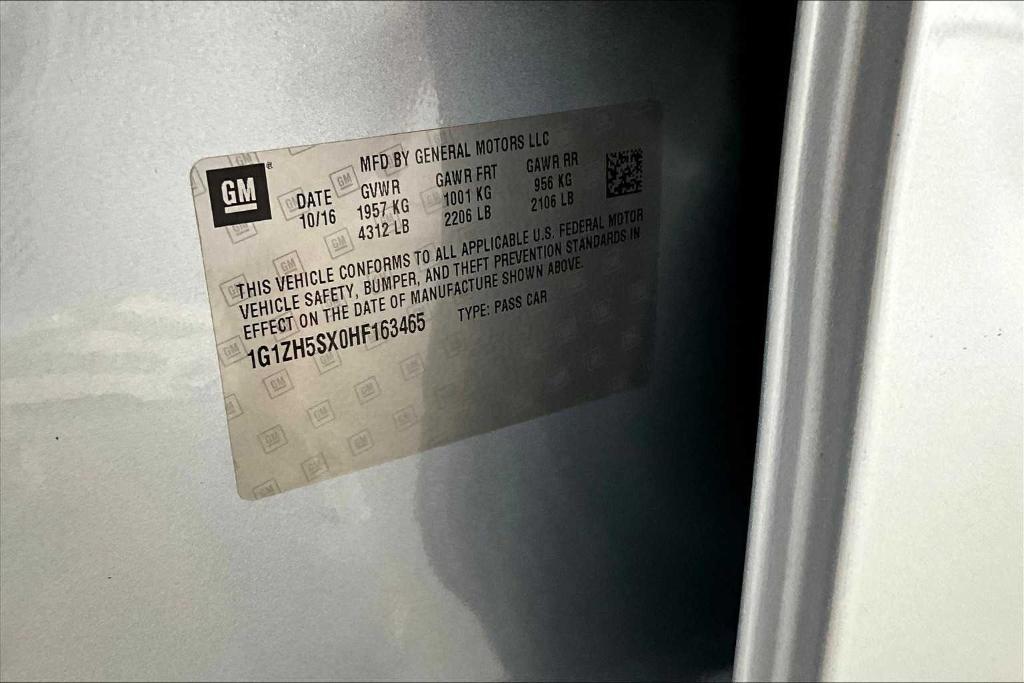 GM
MFD BY GENERAL MOTORS LLC
DATE GVWR GAWR FRT GAWR RR
10/16 1957 KG 1001 KG 956 KG
4312 LB 2206 LB 2106 LB
THIS VEHICLE CONFORMS TO ALL APPLICABLE U.S. FEDERAL MOTOR
VEHICLE SAFETY, BUMPER, AND THEFT PREVENTION STANDARDS IN
EFFECT ON THE DATE OF MANUFACTURE SHOWN ABOVE.
1G1ZH5SX0HF163465 TYPE: PASS CAR